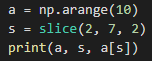 a = np.arange(10)
s = slice(2, 7, 2)
print(a, s, a[s])